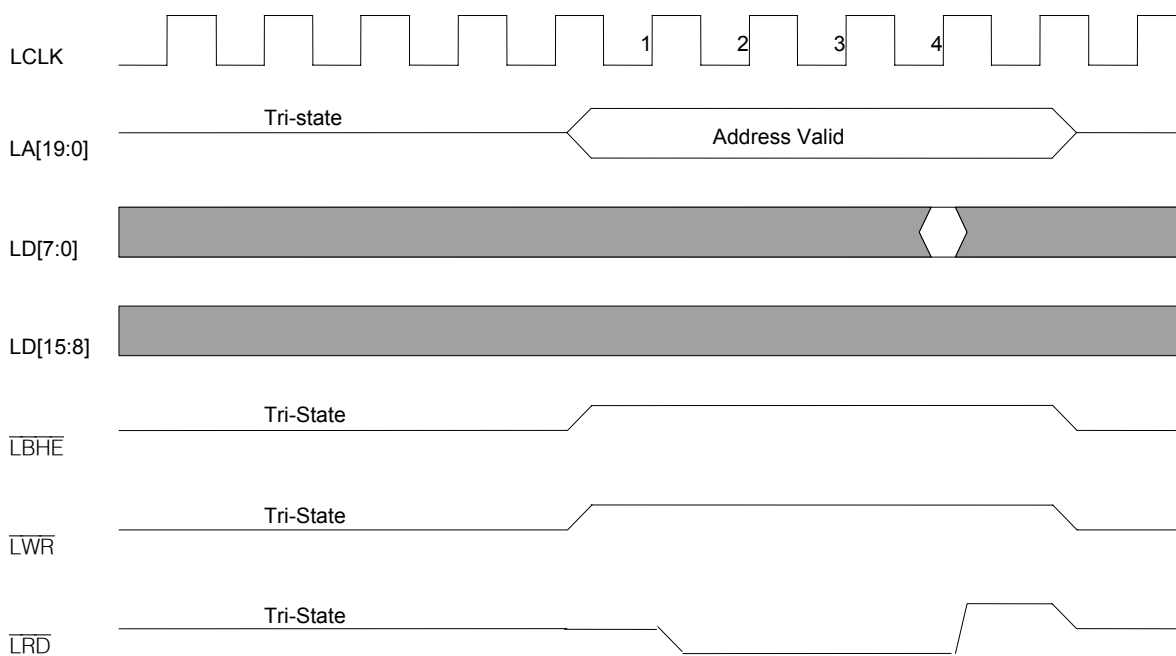 1 2 3 4
LCLK
Tri-state
Address Valid
LA[19:0]
LD[7:0]
LD[15:8]
Tri-State
LBHE
Tri-State
LWR
Tri-State
LRD